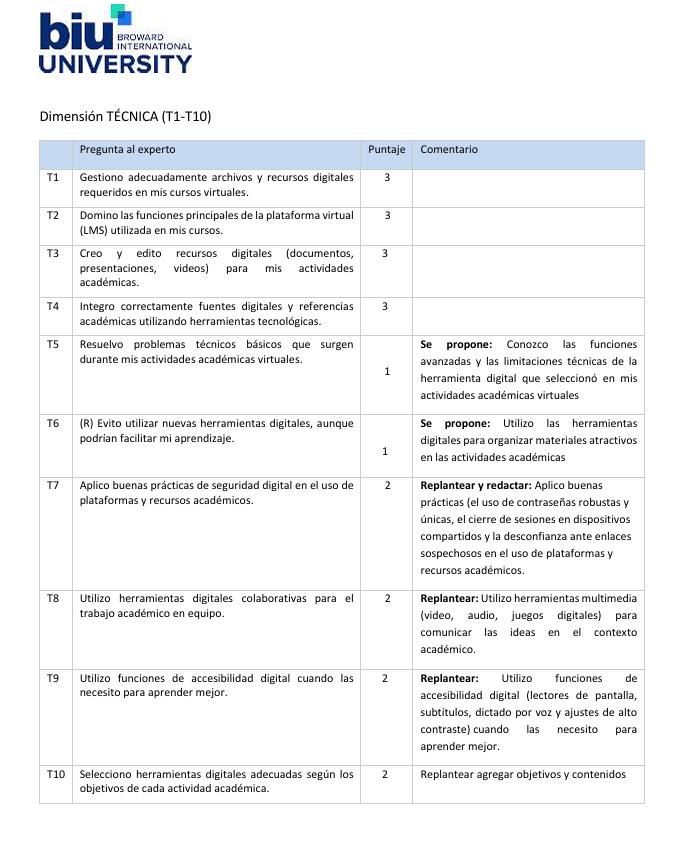 biu BROWARD
INTERNATIONAL
UNIVERSITY
Dimensión TÉCNICA (T1-T10)
Pregunta al experto Puntaje Comentario
T1 Gestiono adecuadamente archivos y recursos digitales 3
requeridos en mis cursos virtuales.
T2 Domino las funciones principales de la plataforma virtual 3
(LMS) utilizada en mis cursos.
T3 Creo y edito recursos digitales (documentos, 3
presentaciones, videos) para mis actividades
académicas.
T4 Integro correctamente fuentes digitales y referencias 3
académicas utilizando herramientas tecnológicas.
T5 Resuelvo problemas técnicos básicos que surgen
durante mis actividades académicas virtuales.
1
Se propone: Conozco las funciones
avanzadas y las limitaciones técnicas de la
herramienta digital que seleccionó en mis
actividades académicas virtuales
T6 (R) Evito utilizar nuevas herramientas digitales, aunque
podrían facilitar mi aprendizaje.
1
Se propone: Utilizo las herramientas
digitales para organizar materiales atractivos
en las actividades académicas
T7 Aplico buenas prácticas de seguridad digital en el uso de
plataformas y recursos académicos.
2
Replantear y redactar: Aplico buenas
prácticas (el uso de contraseñas robustas y
únicas, el cierre de sesiones en dispositivos
compartidos y la desconfianza ante enlaces
sospechosos en el uso de plataformas y
recursos académicos.
T8 Utilizo herramientas digitales colaborativas para el
trabajo académico en equipo.
2
Replantear: Utilizo herramientas multimedia
(video, audio, juegos digitales) para
comunicar las ideas en el contexto
académico.
T9 Utilizo funciones de accesibilidad digital cuando las
necesito para aprender mejor.
2
Replantear: Utilizo funciones de
accesibilidad digital (lectores de pantalla,
subtítulos, dictado por voz y ajustes de alto
contraste) cuando las necesito para
aprender mejor.
T10 Selecciono herramientas digitales adecuadas según los
objetivos de cada actividad académica.
2
Replantear agregar objetivos y contenidos